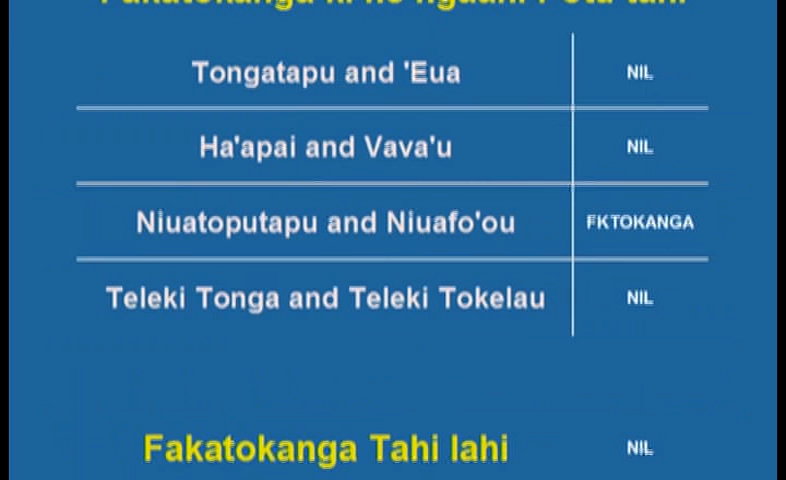 Tongatapu and 'Eua NIL
Ha'apai and Vava'u NIL
Niuatoputapu and Niuafo'ou FKTOKANGA
Teleki Tonga and Teleki Tokelau NIL
Fakatokanga Tahi lahi NIL